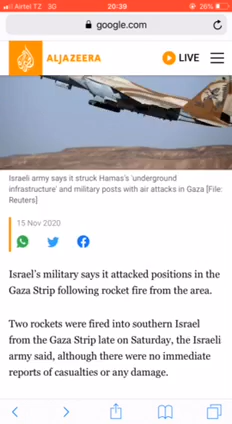 Airtel TZ 3G 20:39 26%
google.com
ALJAZEERA
LIVE
Israeli army says it struck Hamas's 'underground
infrastructure' and military posts with air attacks in Gaza [File:
Reuters]
15 Nov 2020
Israel's military says it attacked positions in the
Gaza Strip following rocket fire from the area.
Two rockets were fired into southern Israel
from the Gaza Strip late on Saturday, the Israeli
army said, although there were no immediate
reports of casualties or any damage.